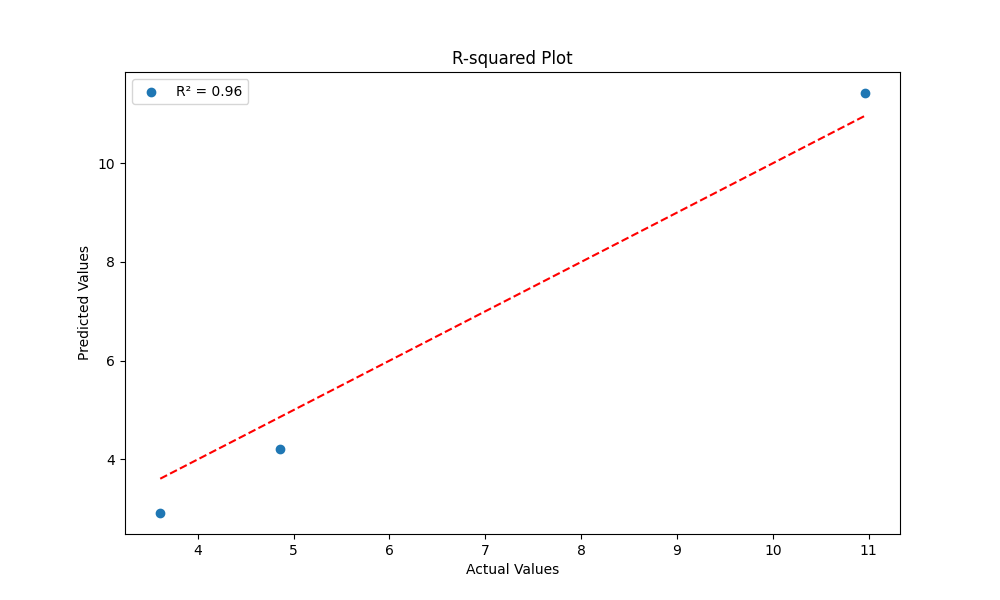 R-squared Plot
R² = 0.96
10
8
6
4
Predicted Values
4 5 6 7 8 9 10 11
Actual Values